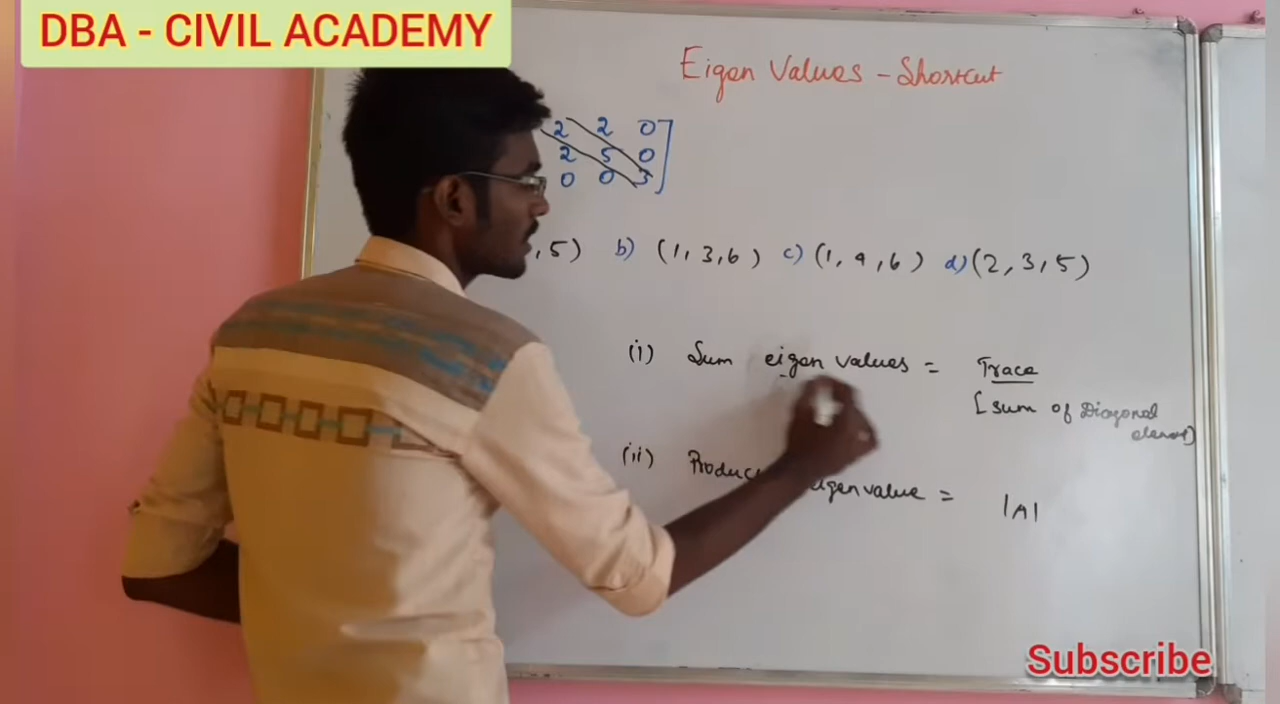 DBA - CIVIL ACADEMY
Eigen Values - Shortcut
2 2 0
2 5 0
0 0 3
,5) b) (1,3,6) c) (1,4,6) d) (2,3,5)
(i) Sum eigen values = Trace
[sum of Diagonal
(ii) eigenvalue = |A|
Subscribe